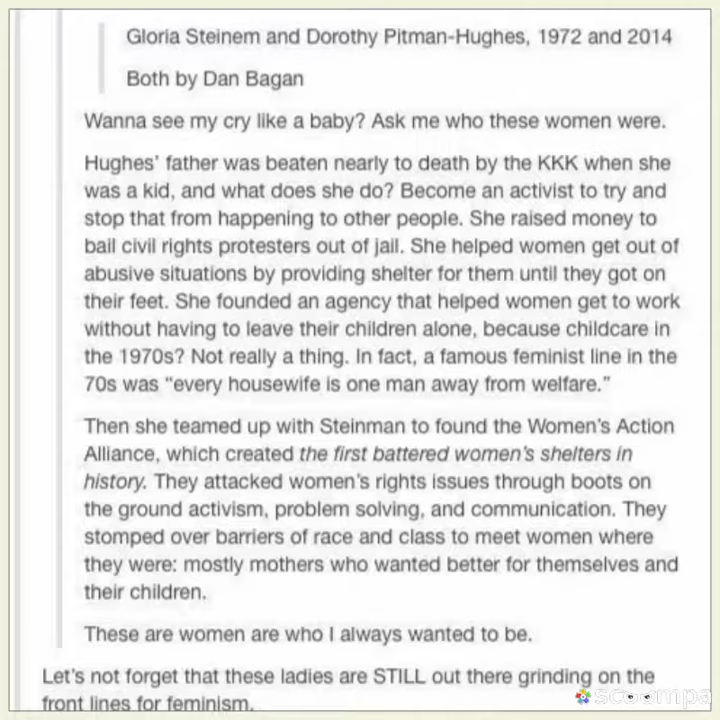 Gloria Steinem and Dorothy Pitman-Hughes, 1972 and 2014
Both by Dan Bagan
Wanna see my cry like a baby? Ask me who these women were.
Hughes' father was beaten nearly to death by the KKK when she
was a kid, and what does she do? Become an activist to try and
stop that from happening to other people. She raised money to
bail civil rights protesters out of jail. She helped women get out of
abusive situations by providing shelter for them until they got on
their feet. She founded an agency that helped women get to work
without having to leave their children alone, because childcare in
the 1970s? Not really a thing. In fact, a famous feminist line in the
70s was “every housewife is one man away from welfare.”
Then she teamed up with Steinman to found the Women's Action
Alliance, which created the first battered women's shelters in
history. They attacked women's rights issues through boots on
the ground activism, problem solving, and communication. They
stomped over barriers of race and class to meet women where
they were: mostly mothers who wanted better for themselves and
their children.
These are women are who I always wanted to be.
Let's not forget that these ladies are STILL out there grinding on the
front lines for feminism.
scoompa